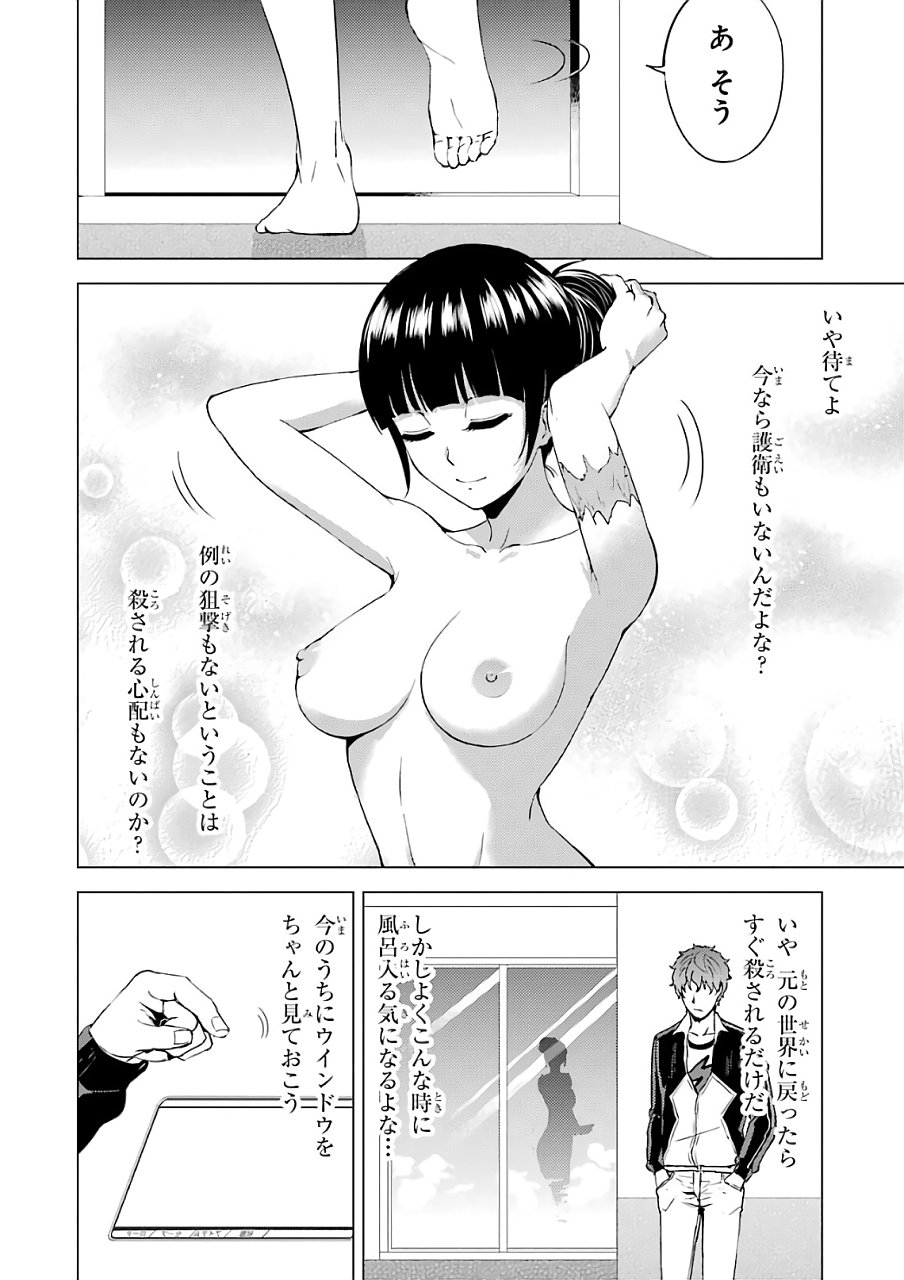 あ そう
いや待てよ
今なら護衛もいないんだよな？
例の狙撃もないということは
殺される心配もないのか？
いや 元の世界に戻ったら
すぐ殺されるだけだ
しかしよくこんな時に
風呂入る気になるよな…
今のうちにウインドウを
ちゃんと見ておこう